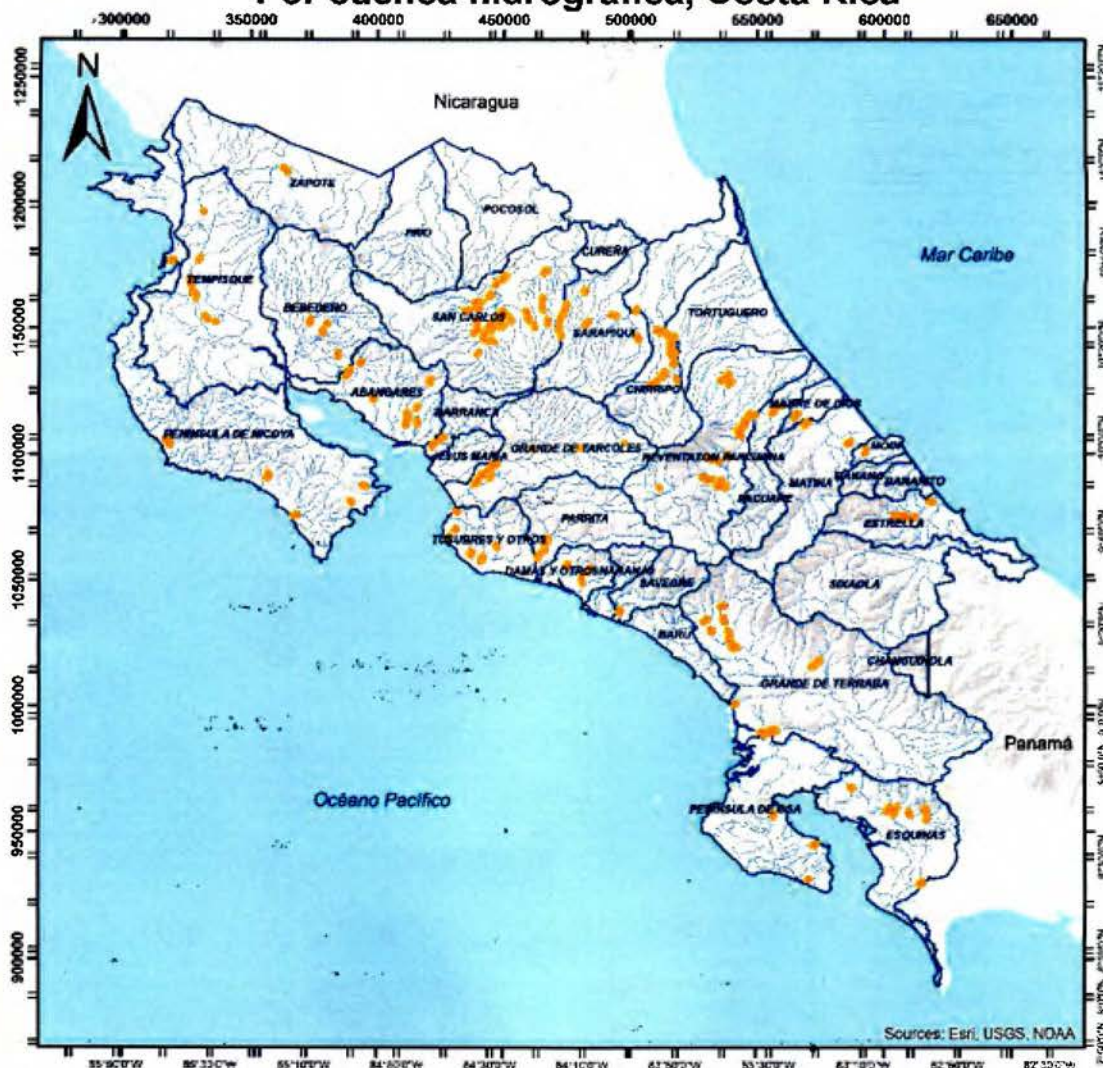 Por cuenca hidrográfica, Costa Rica
300000 350000 400000 450000 500000 550000 600000 650000
N
Nicaragua
1250000
ZAPOTE
1200000
POCOSOL
FRIO
CUREÑA
Mar Caribe
TEMPISQUE
BEBEDERO
SAN CARLOS
SARAPIQUI
TORTUGUERO
1150000
CHIRRIPO
ABANGARES
BARRANCA
MADRE DE DIOS
PENINSULA DE NICOYA
JESUS MARIA
GRANDE DE TARCOLES
REVENTAZON PARISMINA
MOIN
1100000
MATINA
BANANO
BANANITO
PACUARE
PARRITA
ESTRELLA
TUSUBRES Y OTROS
DAMAS Y OTROS
NARANJO
SAVEGRE
SIXAOLA
1050000
BARU
CHANGUINOLA
GRANDE DE TERRABA
1000000
Panamá
Océano Pacífico
PENINSULA DE OSA
ESQUINAS
950000
900000
Sources: Esri, USGS, NOAA